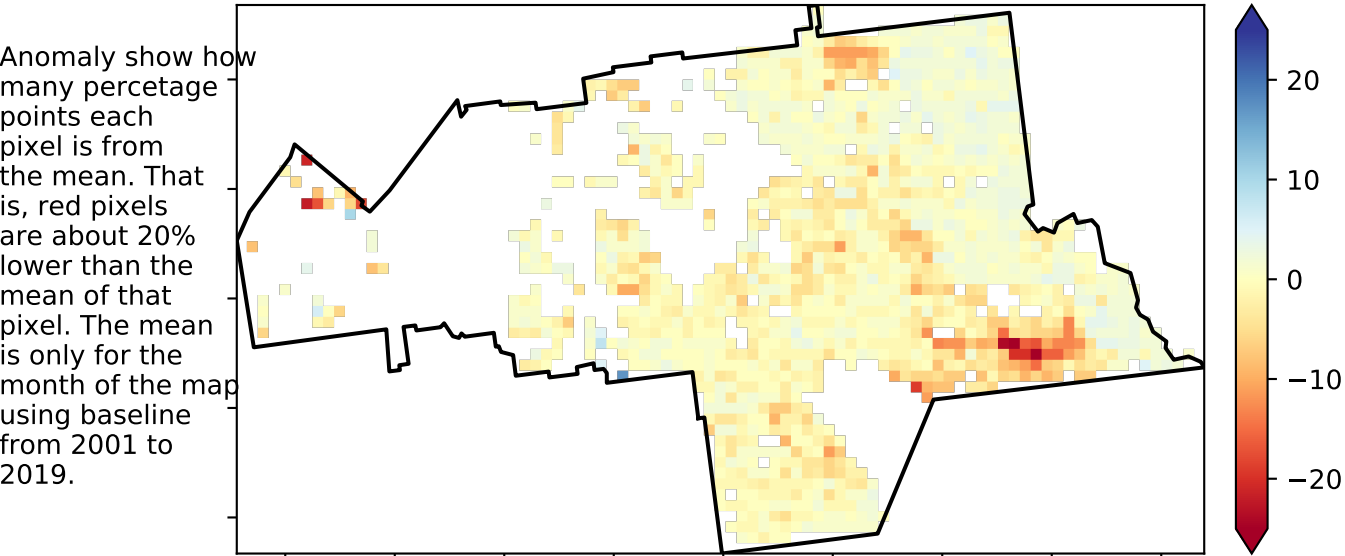 Anomaly show how
many percetage
points each
pixel is from
the mean. That
is, red pixels
are about 20%
lower than the
mean of that
pixel. The mean
is only for the
month of the map
using baseline
from 2001 to
2019.
20
10
0
−10
−20